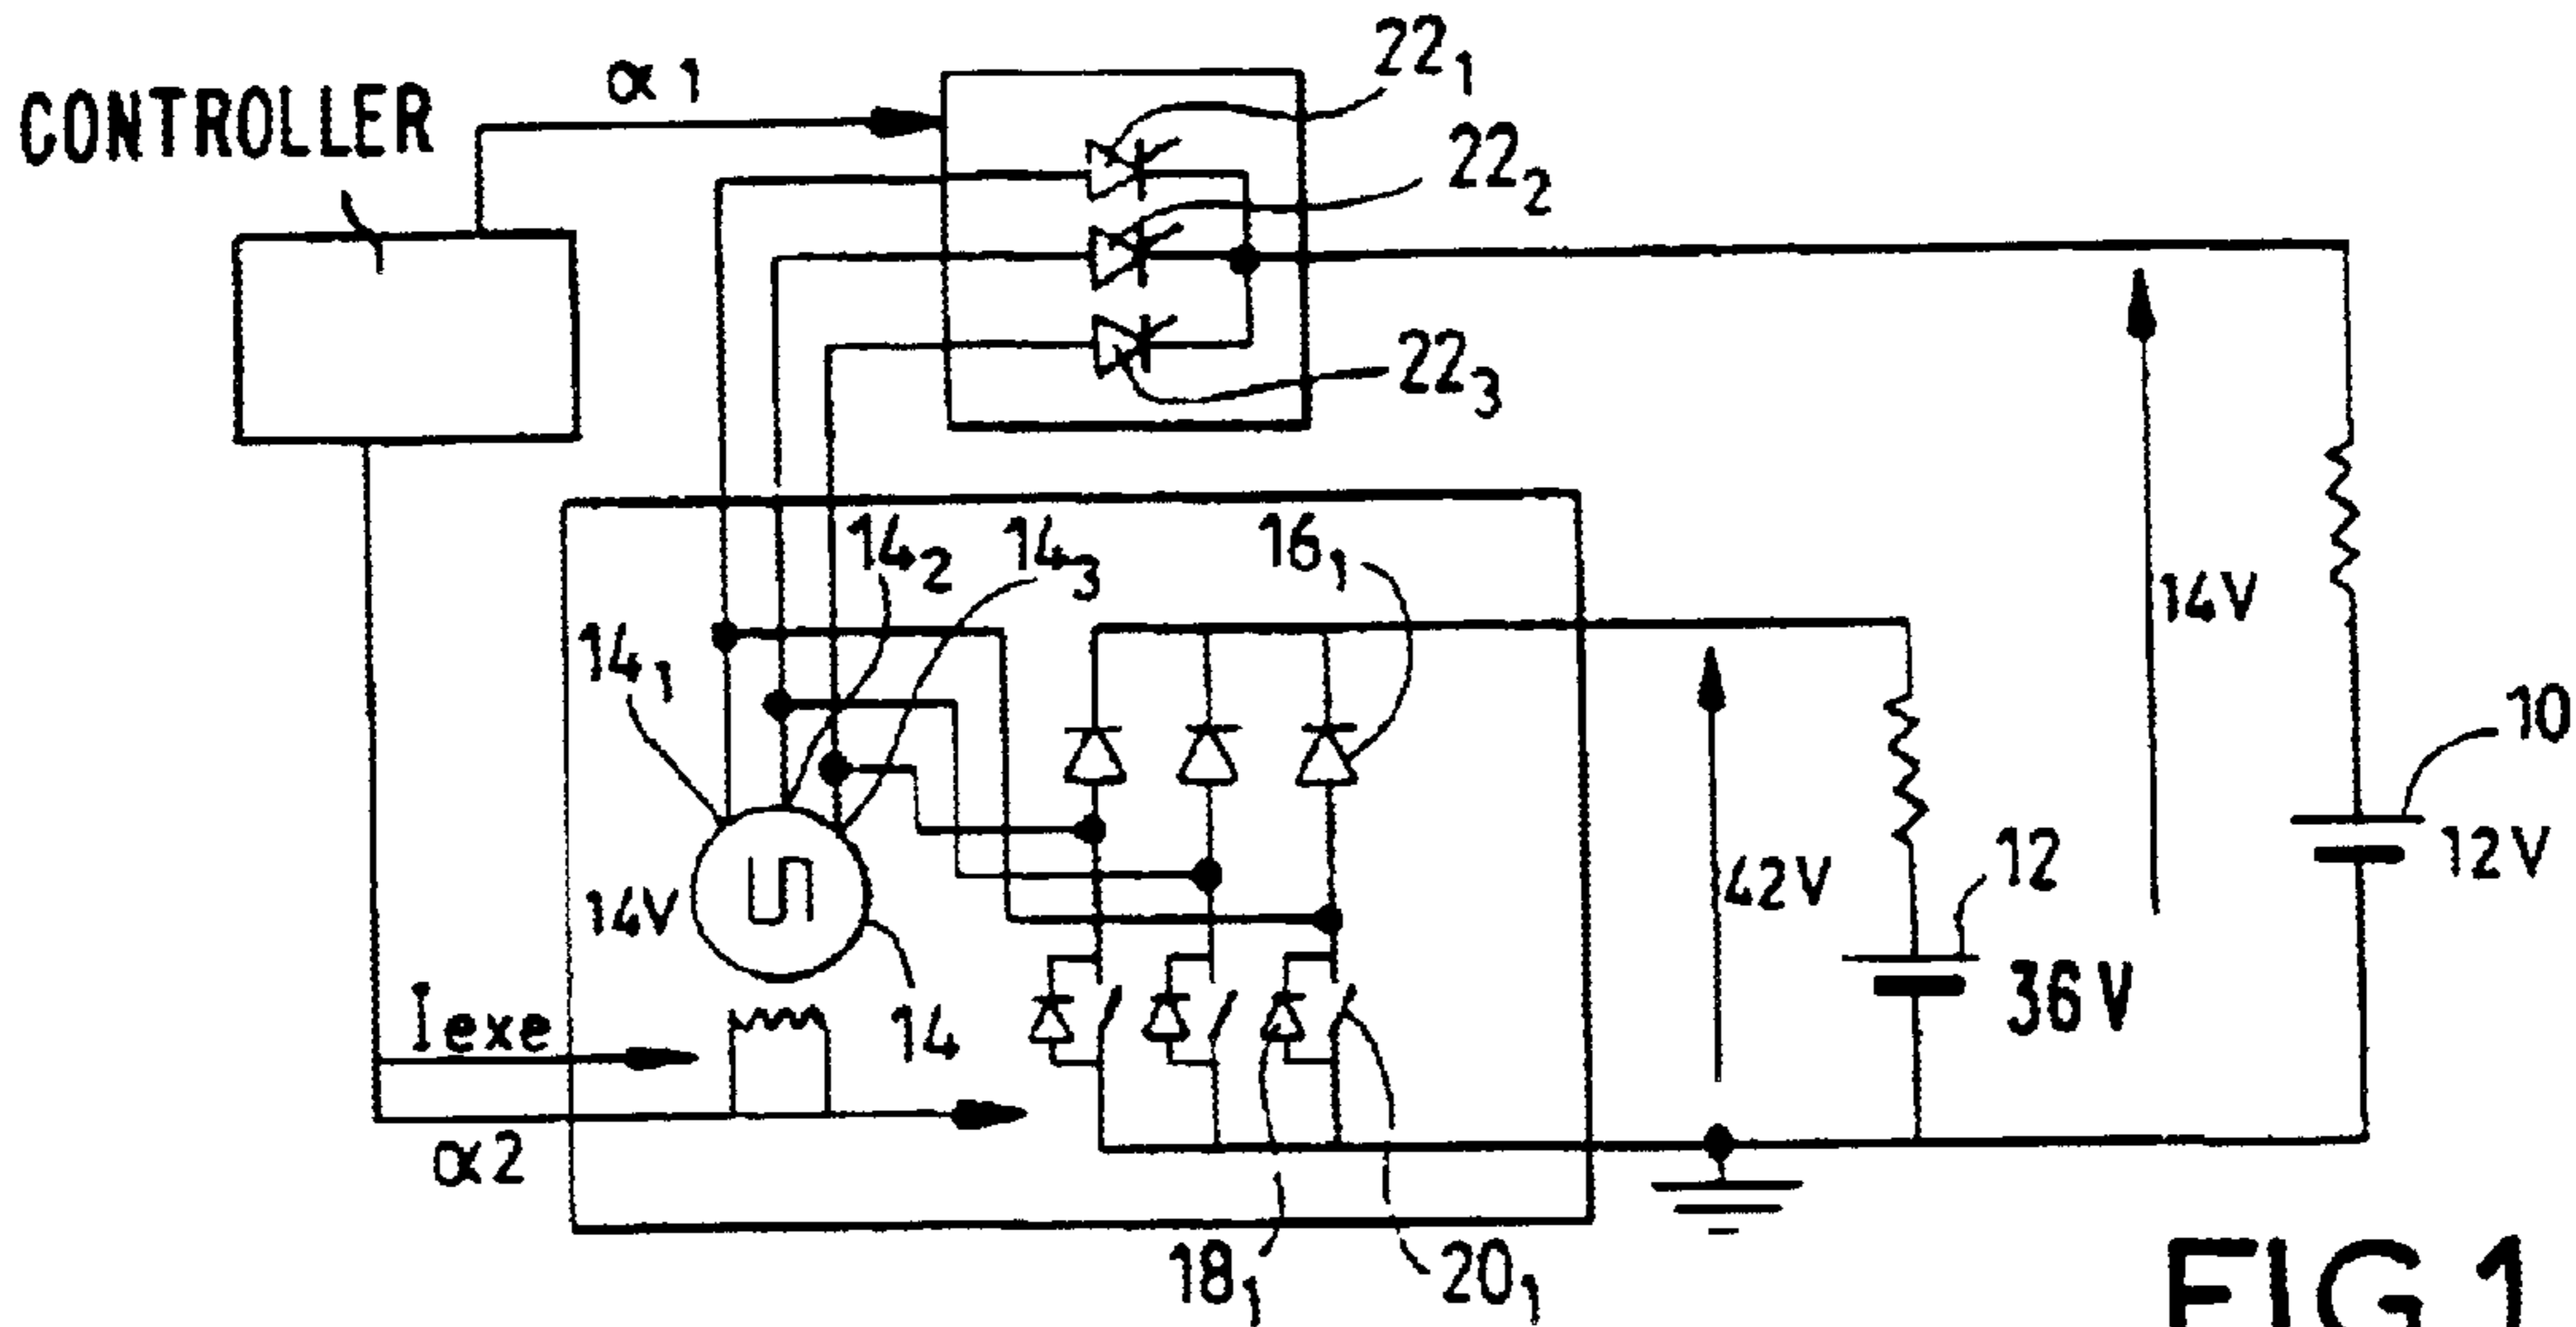 CONTROLLER
α1
22₁
22₂
22₃
14₁
14₂
14₃
16₁
14V
14
Iexe
α2
18₁
20₁
42V
12
36V
14V
10
12V
FIG.1